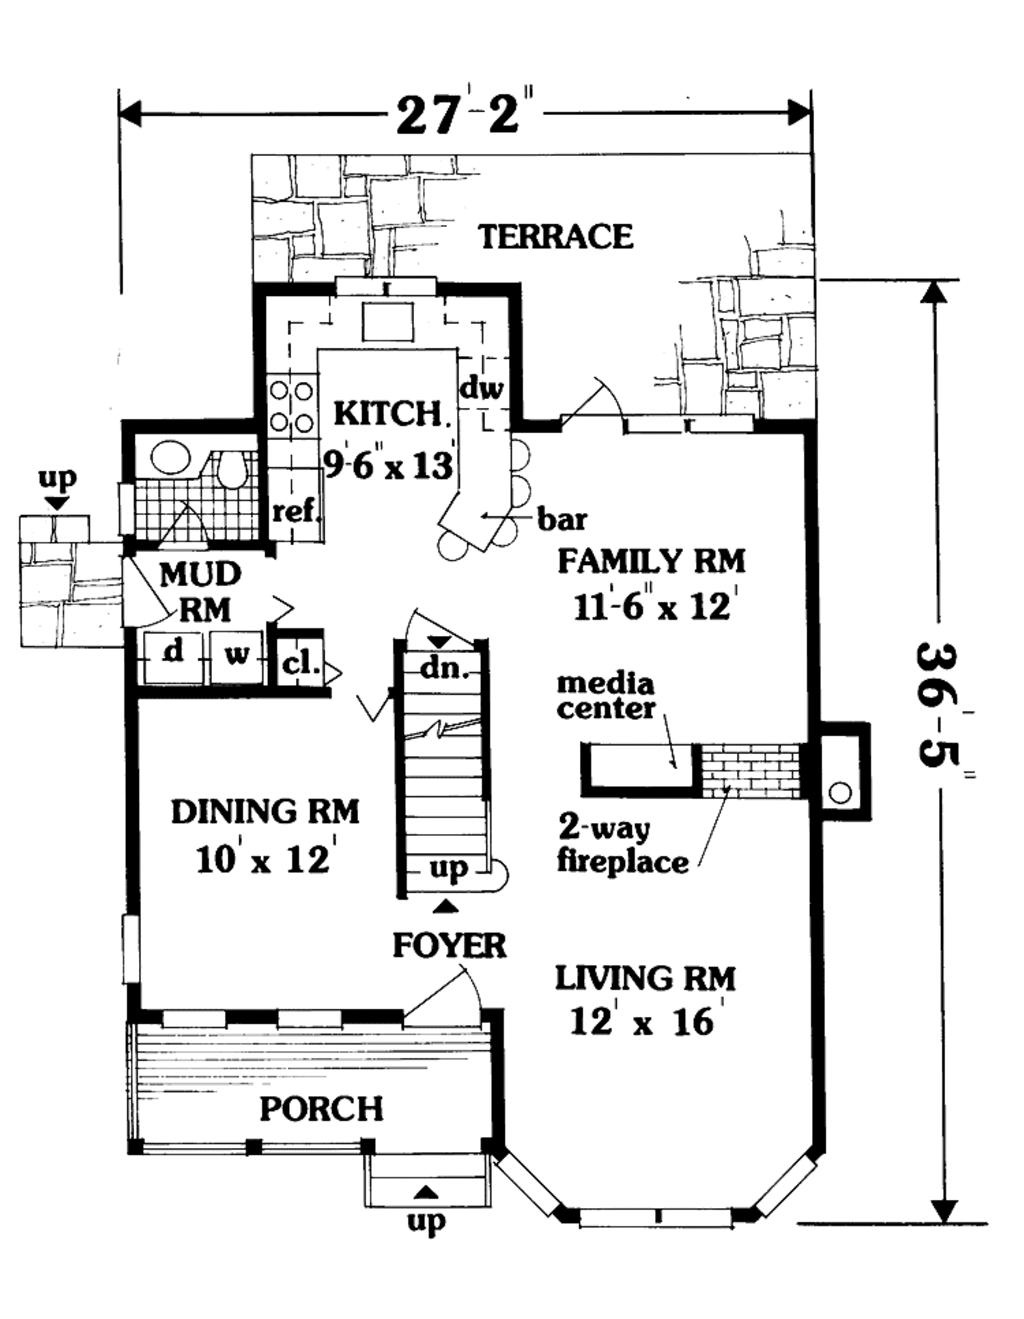 27'-2"
TERRACE
dw
KITCH.
9'-6" x 13'
up
ref.
bar
FAMILY RM
11'-6" x 12'
MUD
RM
d
w
cl.
dn.
media
center
36'-5"
DINING RM
10' x 12'
2-way
fireplace
up
FOYER
LIVING RM
12' x 16'
PORCH
up